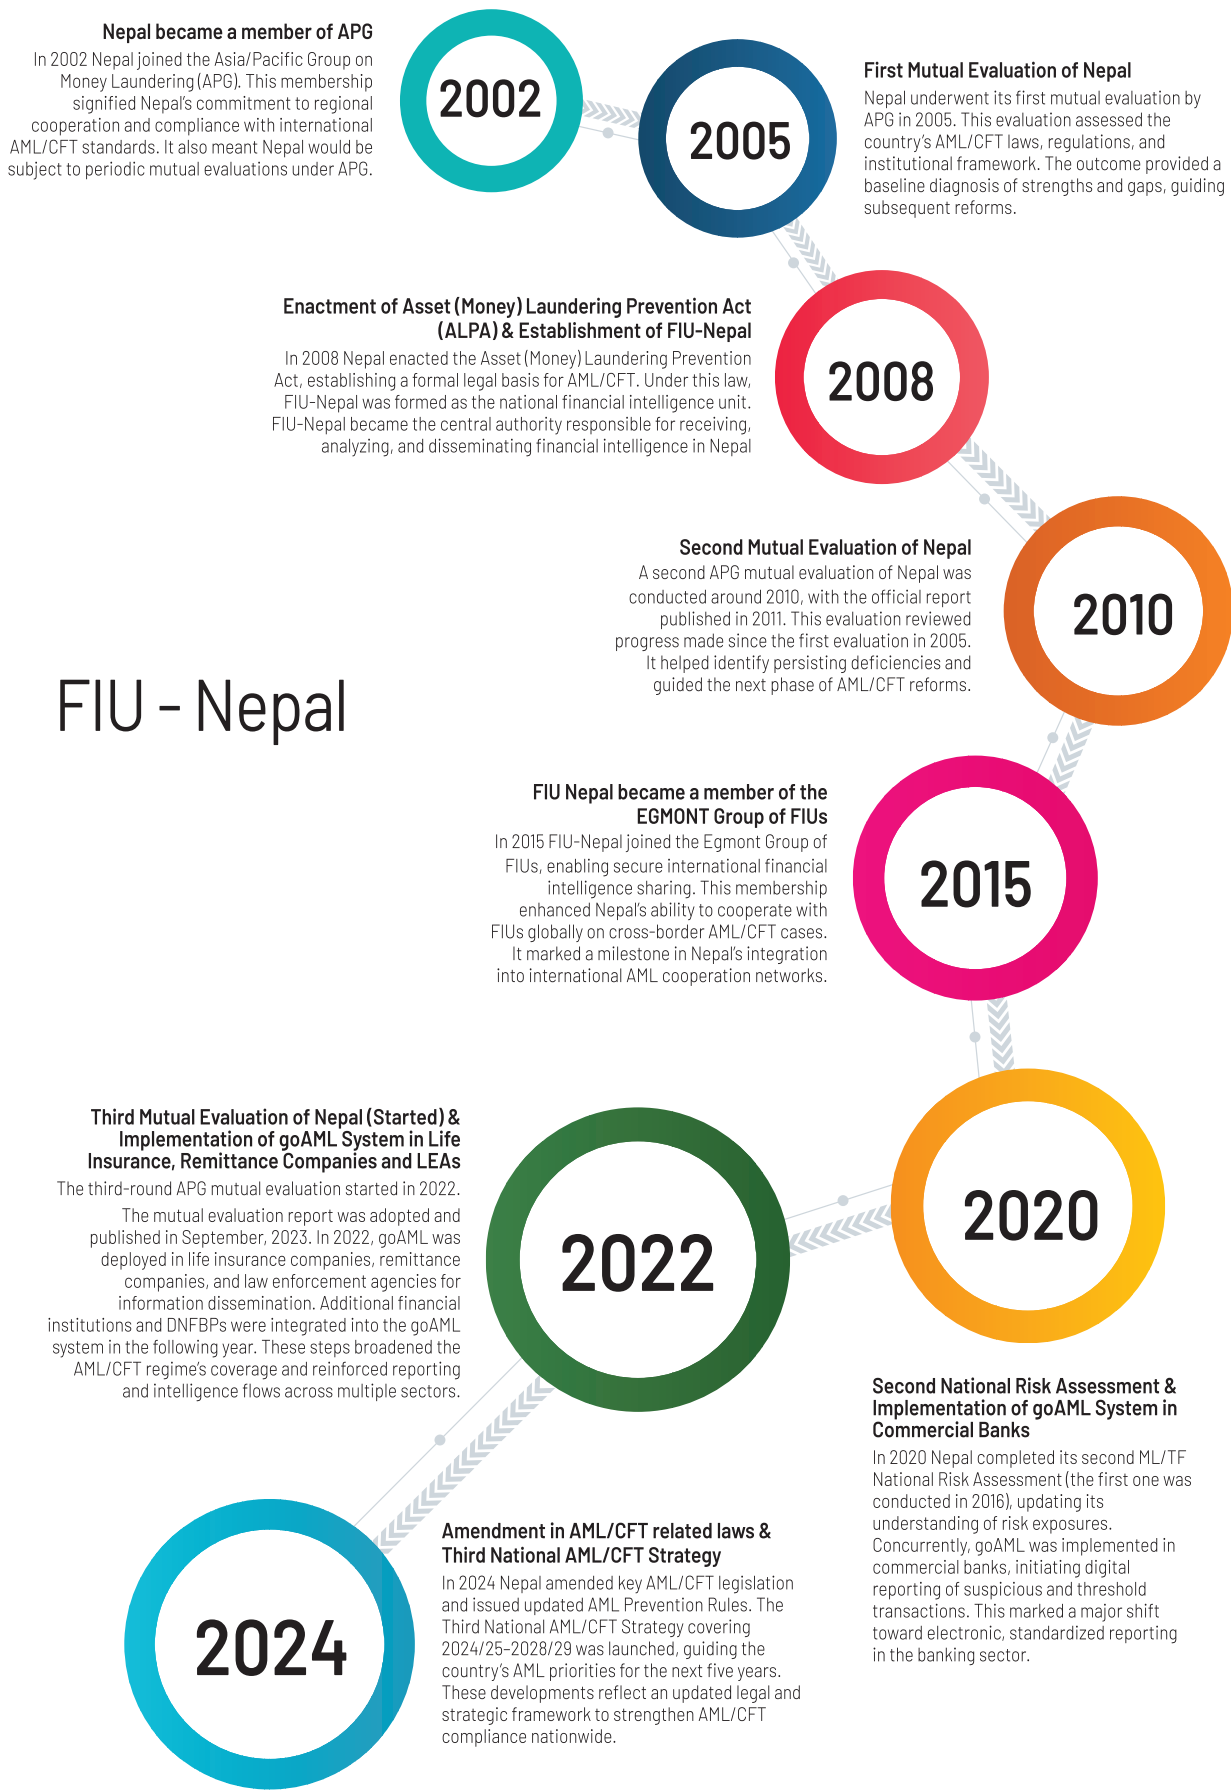 Nepal became a member of APG
In 2002 Nepal joined the Asia/Pacific Group on
Money Laundering (APG). This membership
signified Nepal's commitment to regional
cooperation and compliance with international
AML/CFT standards. It also meant Nepal would be
subject to periodic mutual evaluations under APG.
2002
2005
First Mutual Evaluation of Nepal
Nepal underwent its first mutual evaluation by
APG in 2005. This evaluation assessed the
country's AML/CFT laws, regulations, and
institutional framework. The outcome provided a
baseline diagnosis of strengths and gaps, guiding
subsequent reforms.
Enactment of Asset (Money) Laundering Prevention Act
(ALPA) & Establishment of FIU-Nepal
In 2008 Nepal enacted the Asset (Money) Laundering Prevention
Act, establishing a formal legal basis for AML/CFT. Under this law,
FIU-Nepal was formed as the national financial intelligence unit.
FIU-Nepal became the central authority responsible for receiving,
analyzing, and disseminating financial intelligence in Nepal
2008
Second Mutual Evaluation of Nepal
A second APG mutual evaluation of Nepal was
conducted around 2010, with the official report
published in 2011. This evaluation reviewed
progress made since the first evaluation in 2005.
It helped identify persisting deficiencies and
guided the next phase of AML/CFT reforms.
2010
FIU - Nepal
FIU Nepal became a member of the
EGMONT Group of FIUs
In 2015 FIU-Nepal joined the Egmont Group of
FIUs, enabling secure international financial
intelligence sharing. This membership
enhanced Nepal's ability to cooperate with
FIUs globally on cross-border AML/CFT cases.
It marked a milestone in Nepal's integration
into international AML cooperation networks.
2015
Third Mutual Evaluation of Nepal (Started) &
Implementation of goAML System in Life
Insurance, Remittance Companies and LEAs
The third-round APG mutual evaluation started in 2022.
The mutual evaluation report was adopted and
published in September, 2023. In 2022, goAML was
deployed in life insurance companies, remittance
companies, and law enforcement agencies for
information dissemination. Additional financial
institutions and DNFBPs were integrated into the goAML
system in the following year. These steps broadened the
AML/CFT regime's coverage and reinforced reporting
and intelligence flows across multiple sectors.
2022
2020
Second National Risk Assessment &
Implementation of goAML System in
Commercial Banks
In 2020 Nepal completed its second ML/TF
National Risk Assessment (the first one was
conducted in 2016), updating its
understanding of risk exposures.
Concurrently, goAML was implemented in
commercial banks, initiating digital
reporting of suspicious and threshold
transactions. This marked a major shift
toward electronic, standardized reporting
in the banking sector.
2024
Amendment in AML/CFT related laws &
Third National AML/CFT Strategy
In 2024 Nepal amended key AML/CFT legislation
and issued updated AML Prevention Rules. The
Third National AML/CFT Strategy covering
2024/25–2028/29 was launched, guiding the
country's AML priorities for the next five years.
These developments reflect an updated legal and
strategic framework to strengthen AML/CFT
compliance nationwide.